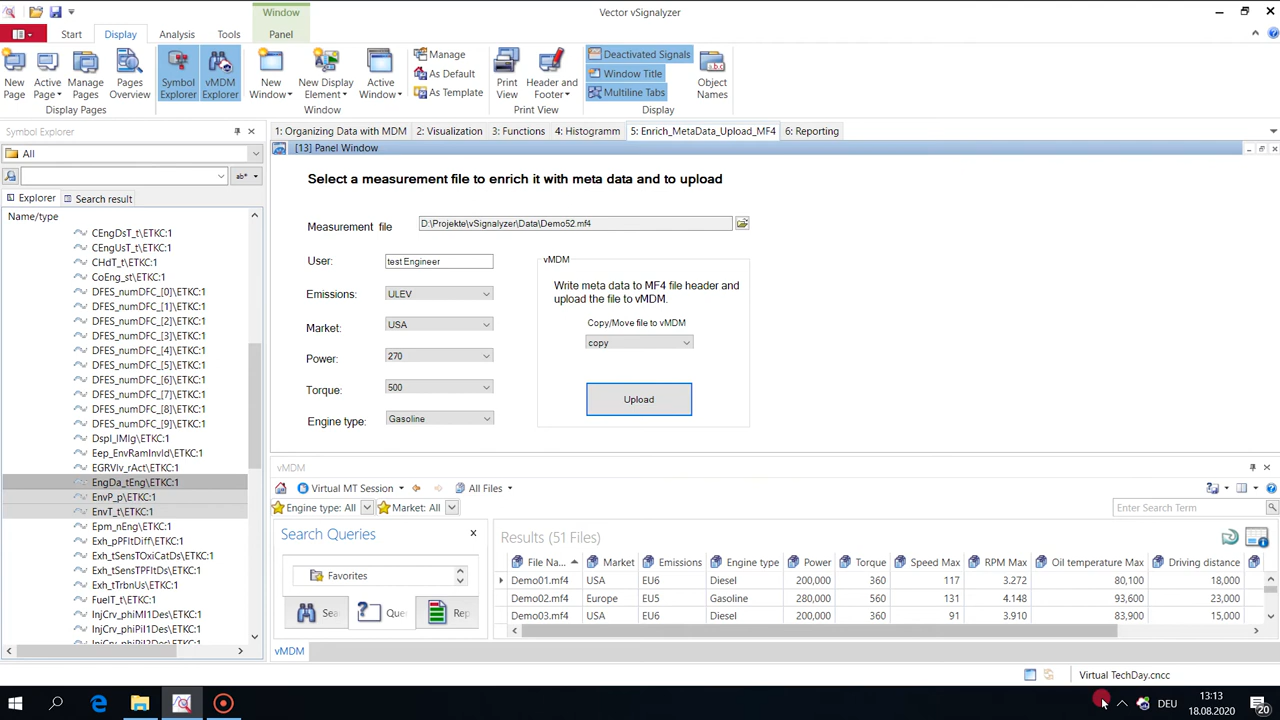 Window
Vector vSignalyzer
Start Display Analysis Tools Panel
New Page
Active Page
Manage Pages
Pages Overview
Display Pages
Symbol Explorer
vMDM Explorer
New Window
New Display Element
Active Window
Manage
As Default
As Template
Window
Print View
Header and Footer
Print View
Deactivated Signals
Window Title
Multiline Tabs
Object Names
Display
Symbol Explorer
All
ab*
Explorer Search result
Name/type
CEngDsT_t\ETKC:1
CEngUsT_t\ETKC:1
CHdT_t\ETKC:1
CoEng_st\ETKC:1
DFES_numDFC_[0]\ETKC:1
DFES_numDFC_[1]\ETKC:1
DFES_numDFC_[2]\ETKC:1
DFES_numDFC_[3]\ETKC:1
DFES_numDFC_[4]\ETKC:1
DFES_numDFC_[5]\ETKC:1
DFES_numDFC_[6]\ETKC:1
DFES_numDFC_[7]\ETKC:1
DFES_numDFC_[8]\ETKC:1
DFES_numDFC_[9]\ETKC:1
Dspl_lMlg\ETKC:1
Eep_EnvRamInvId\ETKC:1
EGRVlv_rAct\ETKC:1
EngDa_tEng\ETKC:1
EnvP_p\ETKC:1
EnvT_t\ETKC:1
Epm_nEng\ETKC:1
Exh_pPFltDiff\ETKC:1
Exh_tSensTOxiCatDs\ETKC:1
Exh_tSensTPFltDs\ETKC:1
Exh_tTrbnUs\ETKC:1
FuelT_t\ETKC:1
InjCrv_phiMI1Des\ETKC:1
InjCrv_phiPiI1Des\ETKC:1
1: Organizing Data with MDM 2: Visualization 3: Functions 4: Histogramm 5: Enrich_MetaData_Upload_MF4 6: Reporting
[13] Panel Window
Select a measurement file to enrich it with meta data and to upload
Measurement file D:\Projekte\vSignalyzer\Data\Demo52.mf4
User: test Engineer
Emissions: ULEV
Market: USA
Power: 270
Torque: 500
Engine type: Gasoline
vMDM
Write meta data to MF4 file header and
upload the file to vMDM.
Copy/Move file to vMDM
copy
Upload
vMDM
Virtual MT Session All Files
Engine type: All Market: All Enter Search Term
Search Queries
Favorites
Sea Que Rep
Results (51 Files)
File Na... Market Emissions Engine type Power Torque Speed Max RPM Max Oil temperature Max Driving distance
Demo01.mf4 USA EU6 Diesel 200,000 360 117 3.272 80,100 18,000
Demo02.mf4 Europe EU5 Gasoline 280,000 560 131 4.148 93,600 23,000
Demo03.mf4 USA EU6 Diesel 200,000 360 91 3.910 83,900 15,000
vMDM
Virtual TechDay.cncc
DEU
13:13
18.08.2020
20